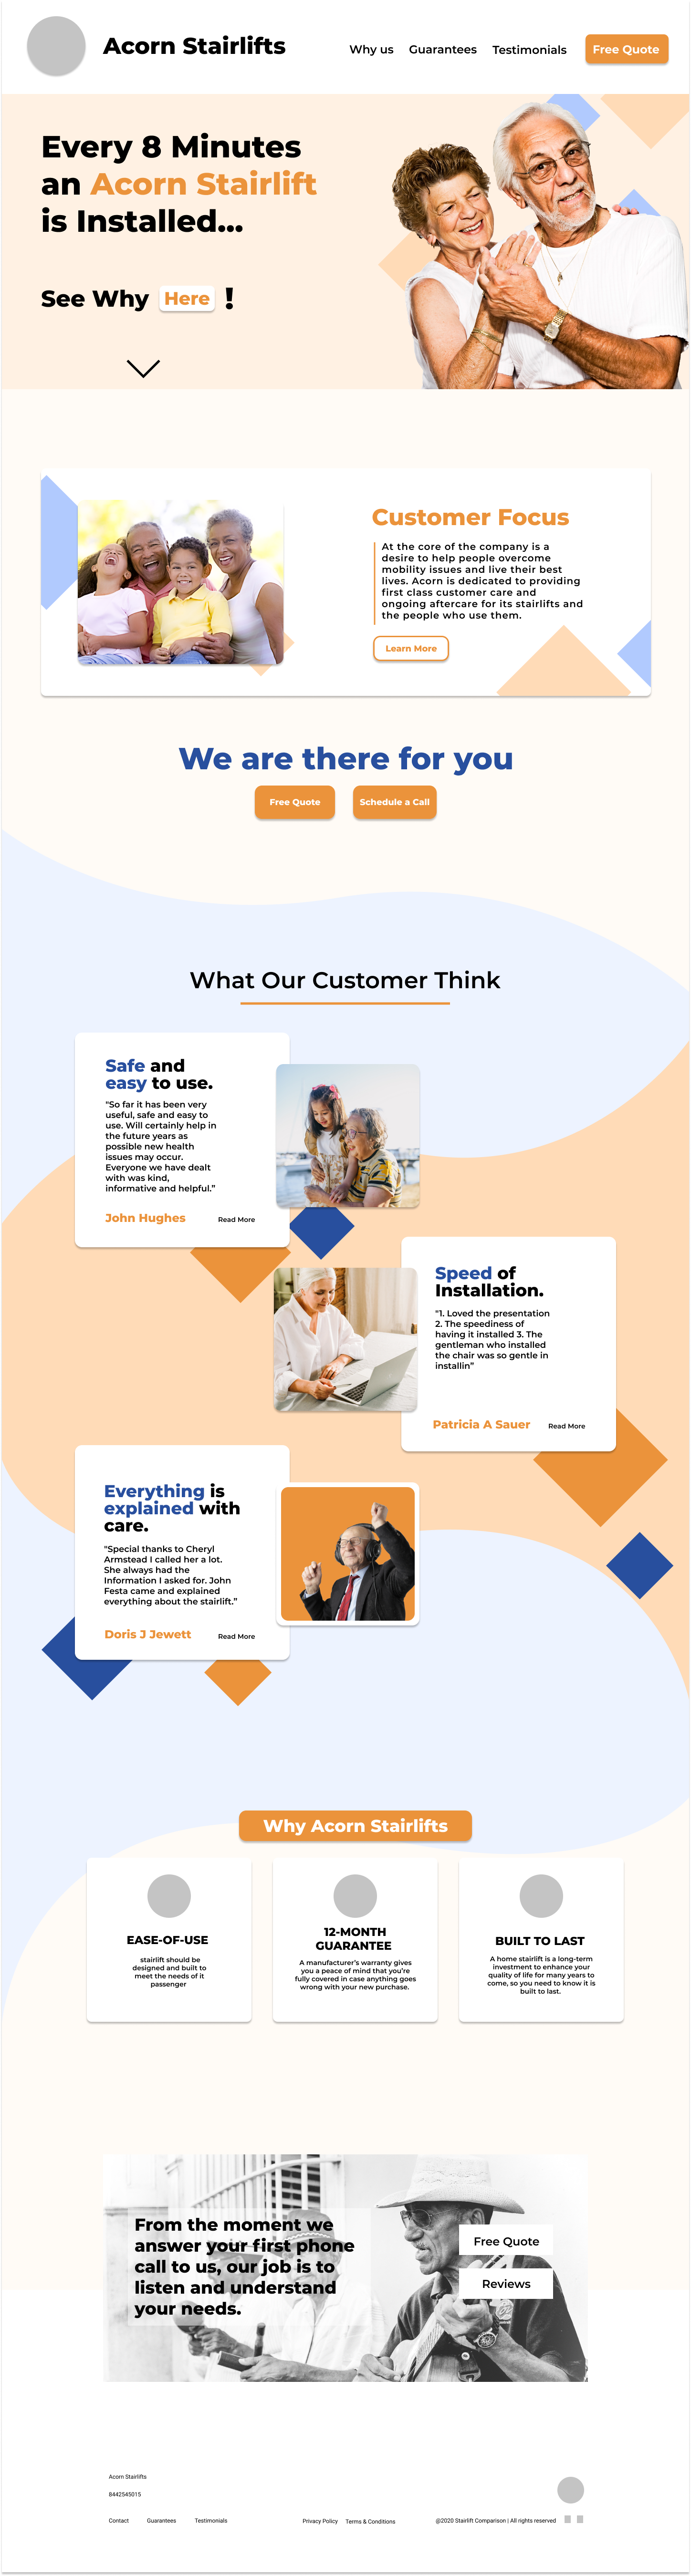 Acorn Stairlifts
Why us
Guarantees
Testimonials
Free Quote
Every 8 Minutes
an Acorn Stairlift
is Installed...
See Why Here !
Customer Focus
At the core of the company is a
desire to help people overcome
mobility issues and live their best
lives. Acorn is dedicated to providing
first class customer care and
ongoing aftercare for its stairlifts and
the people who use them.
Learn More
We are there for you
Free Quote
Schedule a Call
What Our Customer Think
Safe and
easy to use.
"So far it has been very
useful, safe and easy to
use. Will certainly help in
the future years as
possible new health
issues may occur.
Everyone we have dealt
with was kind,
informative and helpful."
John Hughes
Read More
Speed of
Installation.
"1. Loved the presentation
2. The speediness of
having it installed 3. The
gentleman who installed
the chair was so gentle in
installin"
Patricia A Sauer
Read More
Everything is
explained with
care.
"Special thanks to Cheryl
Armstead I called her a lot.
She always had the
Information I asked for. John
Festa came and explained
everything about the stairlift."
Doris J Jewett
Read More
Why Acorn Stairlifts
EASE-OF-USE
stairlift should be
designed and built to
meet the needs of it
passenger
12-MONTH
GUARANTEE
A manufacturer's warranty gives
you a peace of mind that you're
fully covered in case anything goes
wrong with your new purchase.
BUILT TO LAST
A home stairlift is a long-term
investment to enhance your
quality of life for many years to
come, so you need to know it is
built to last.
From the moment we
answer your first phone
call to us, our job is to
listen and understand
your needs.
Free Quote
Reviews
Acorn Stairlifts
8442545015
Contact
Guarantees
Testimonials
Privacy Policy
Terms & Conditions
@2020 Stairlift Comparison | All rights reserved